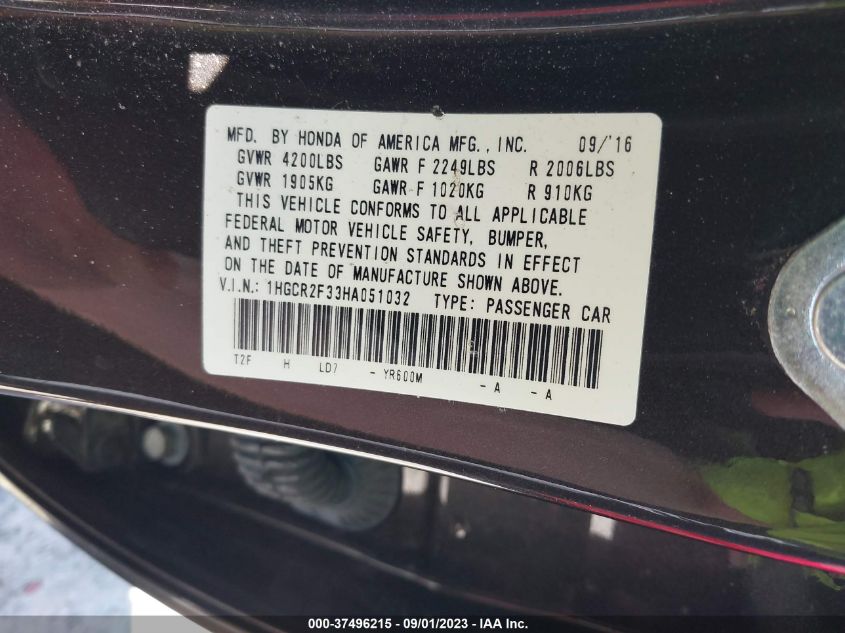 MFD. BY HONDA OF AMERICA MFG., INC. 09/'16
GVWR 4200LBS GAWR F 2249LBS R 2006LBS
GVWR 1905KG GAWR F 1020KG R 910KG
THIS VEHICLE CONFORMS TO ALL APPLICABLE
FEDERAL MOTOR VEHICLE SAFETY, BUMPER,
AND THEFT PREVENTION STANDARDS IN EFFECT
ON THE DATE OF MANUFACTURE SHOWN ABOVE.
V.I.N.: 1HGCR2F33HA051032 TYPE: PASSENGER CAR
T2F H LD7 - YR600M - A - A
000-37496215 - 09/01/2023 - IAA Inc.